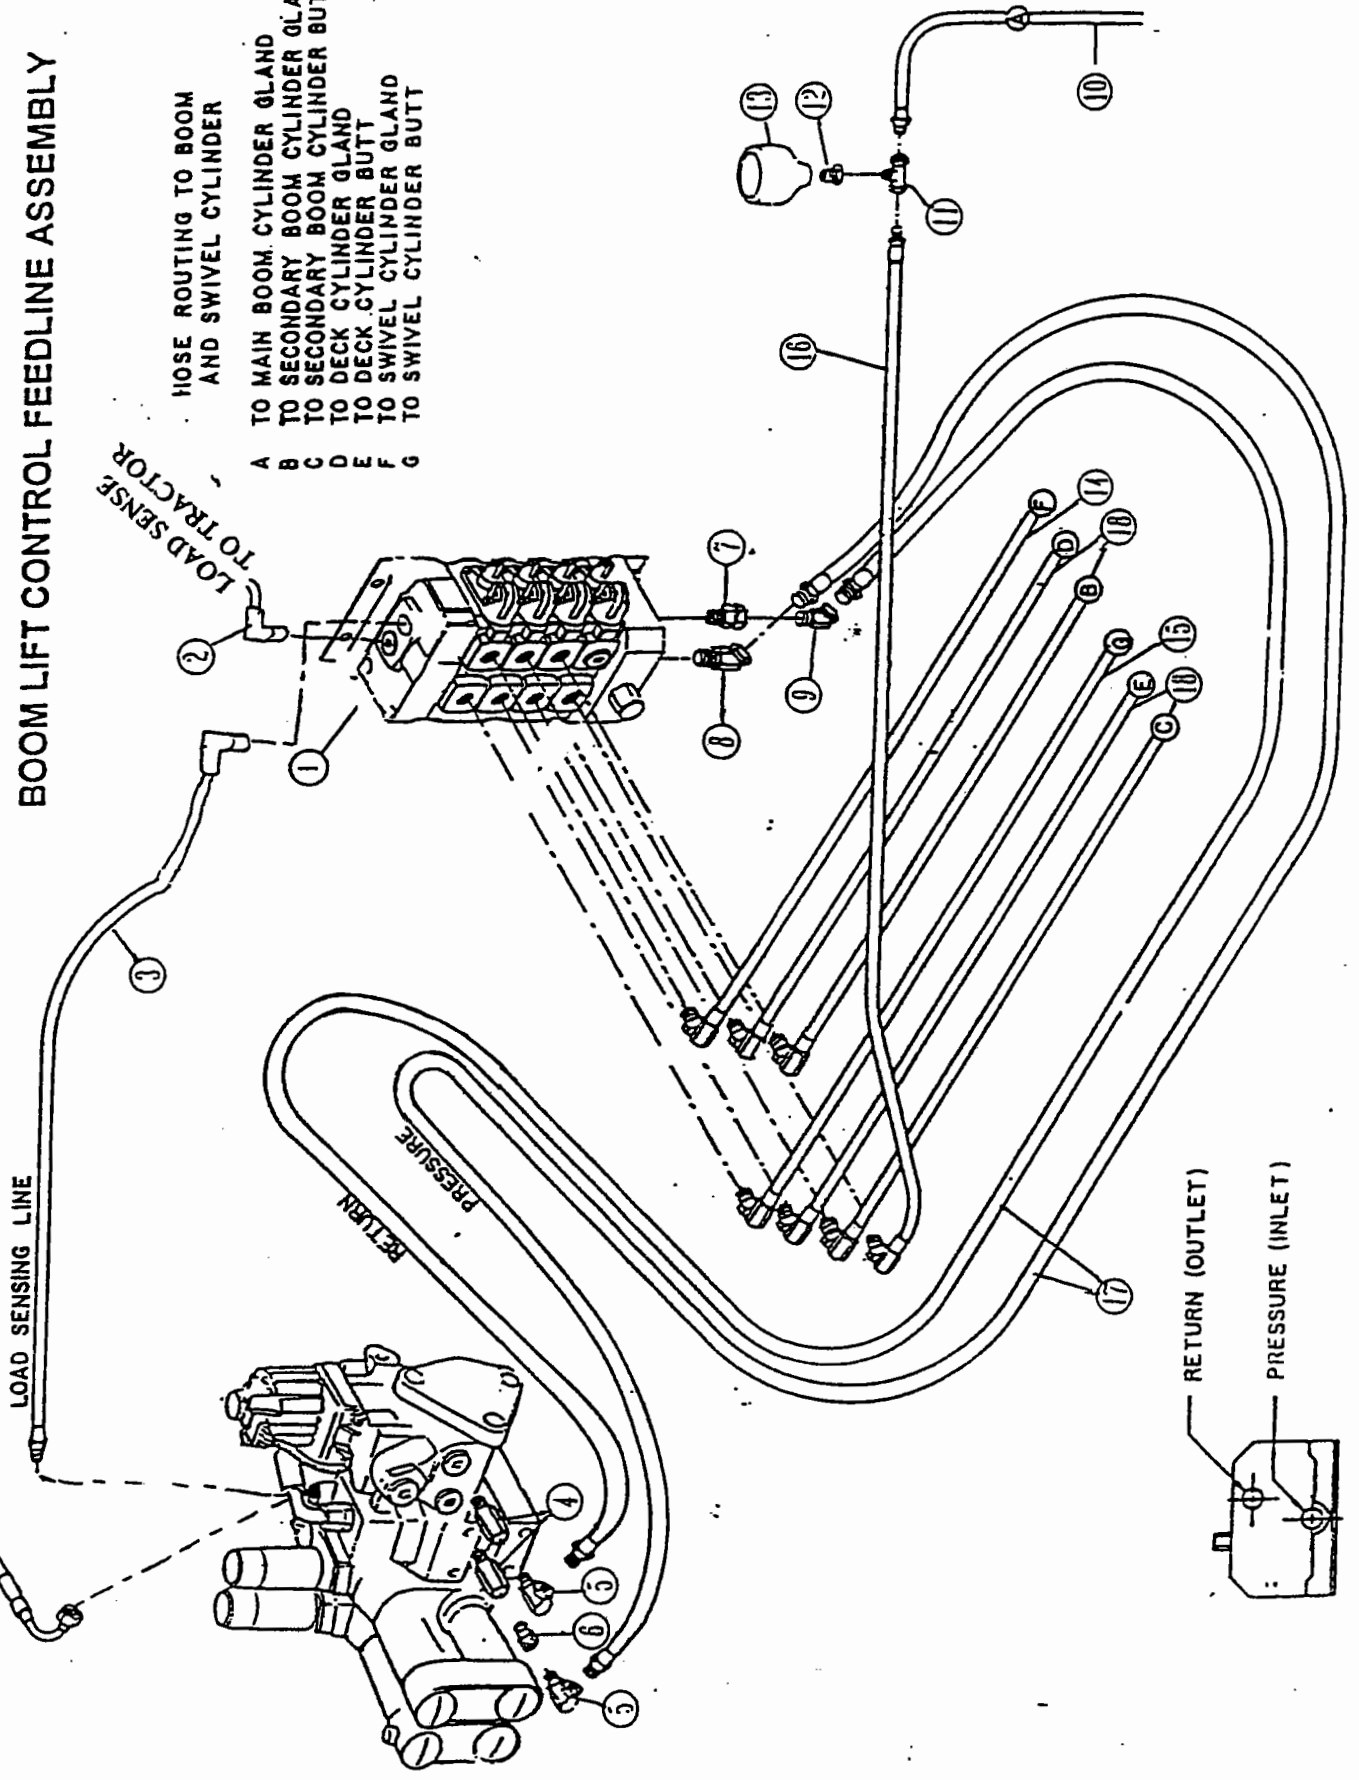 BOOM LIFT CONTROL FEEDLINE ASSEMBLY
HOSE ROUTING TO BOOM
AND SWIVEL CYLINDER
A TO MAIN BOOM CYLINDER GLAND
B TO SECONDARY BOOM CYLINDER
C TO SECONDARY BOOM CYLINDER
D TO DECK CYLINDER GLAND
E TO DECK CYLINDER BUTT
F TO SWIVEL CYLINDER GLAND
G TO SWIVEL CYLINDER BUTT
LOAD SENSE
TO TRACTOR
LOAD SENSING LINE
RETURN
PRESSURE
1
2
3
4
5
5
6
7
8
9
10
11
12
13
14
15
16
17
18
18
A
F
D
B
G
E
C
RETURN (OUTLET)
PRESSURE (INLET)